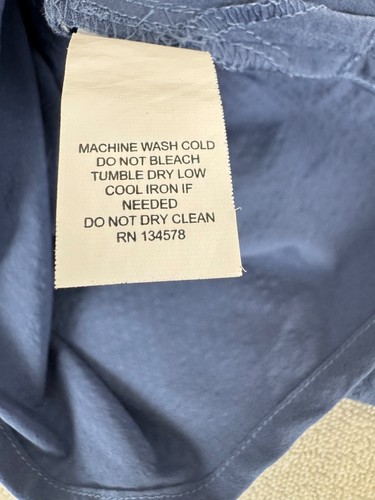 MACHINE WASH COLD
DO NOT BLEACH
TUMBLE DRY LOW
COOL IRON IF
NEEDED
DO NOT DRY CLEAN
RN 134578